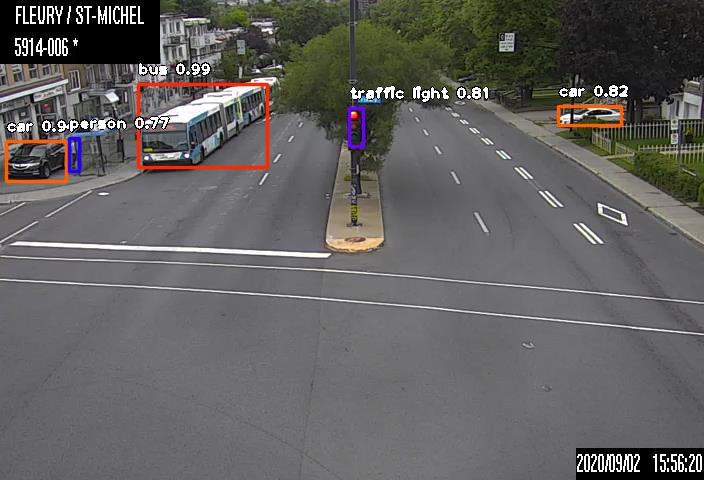 FLEURY / ST-MICHEL
5914-006 *
bus 0.99
traffic light 0.81
car 0.82
car 0.9
person 0.77
2020/09/02 15:56:20